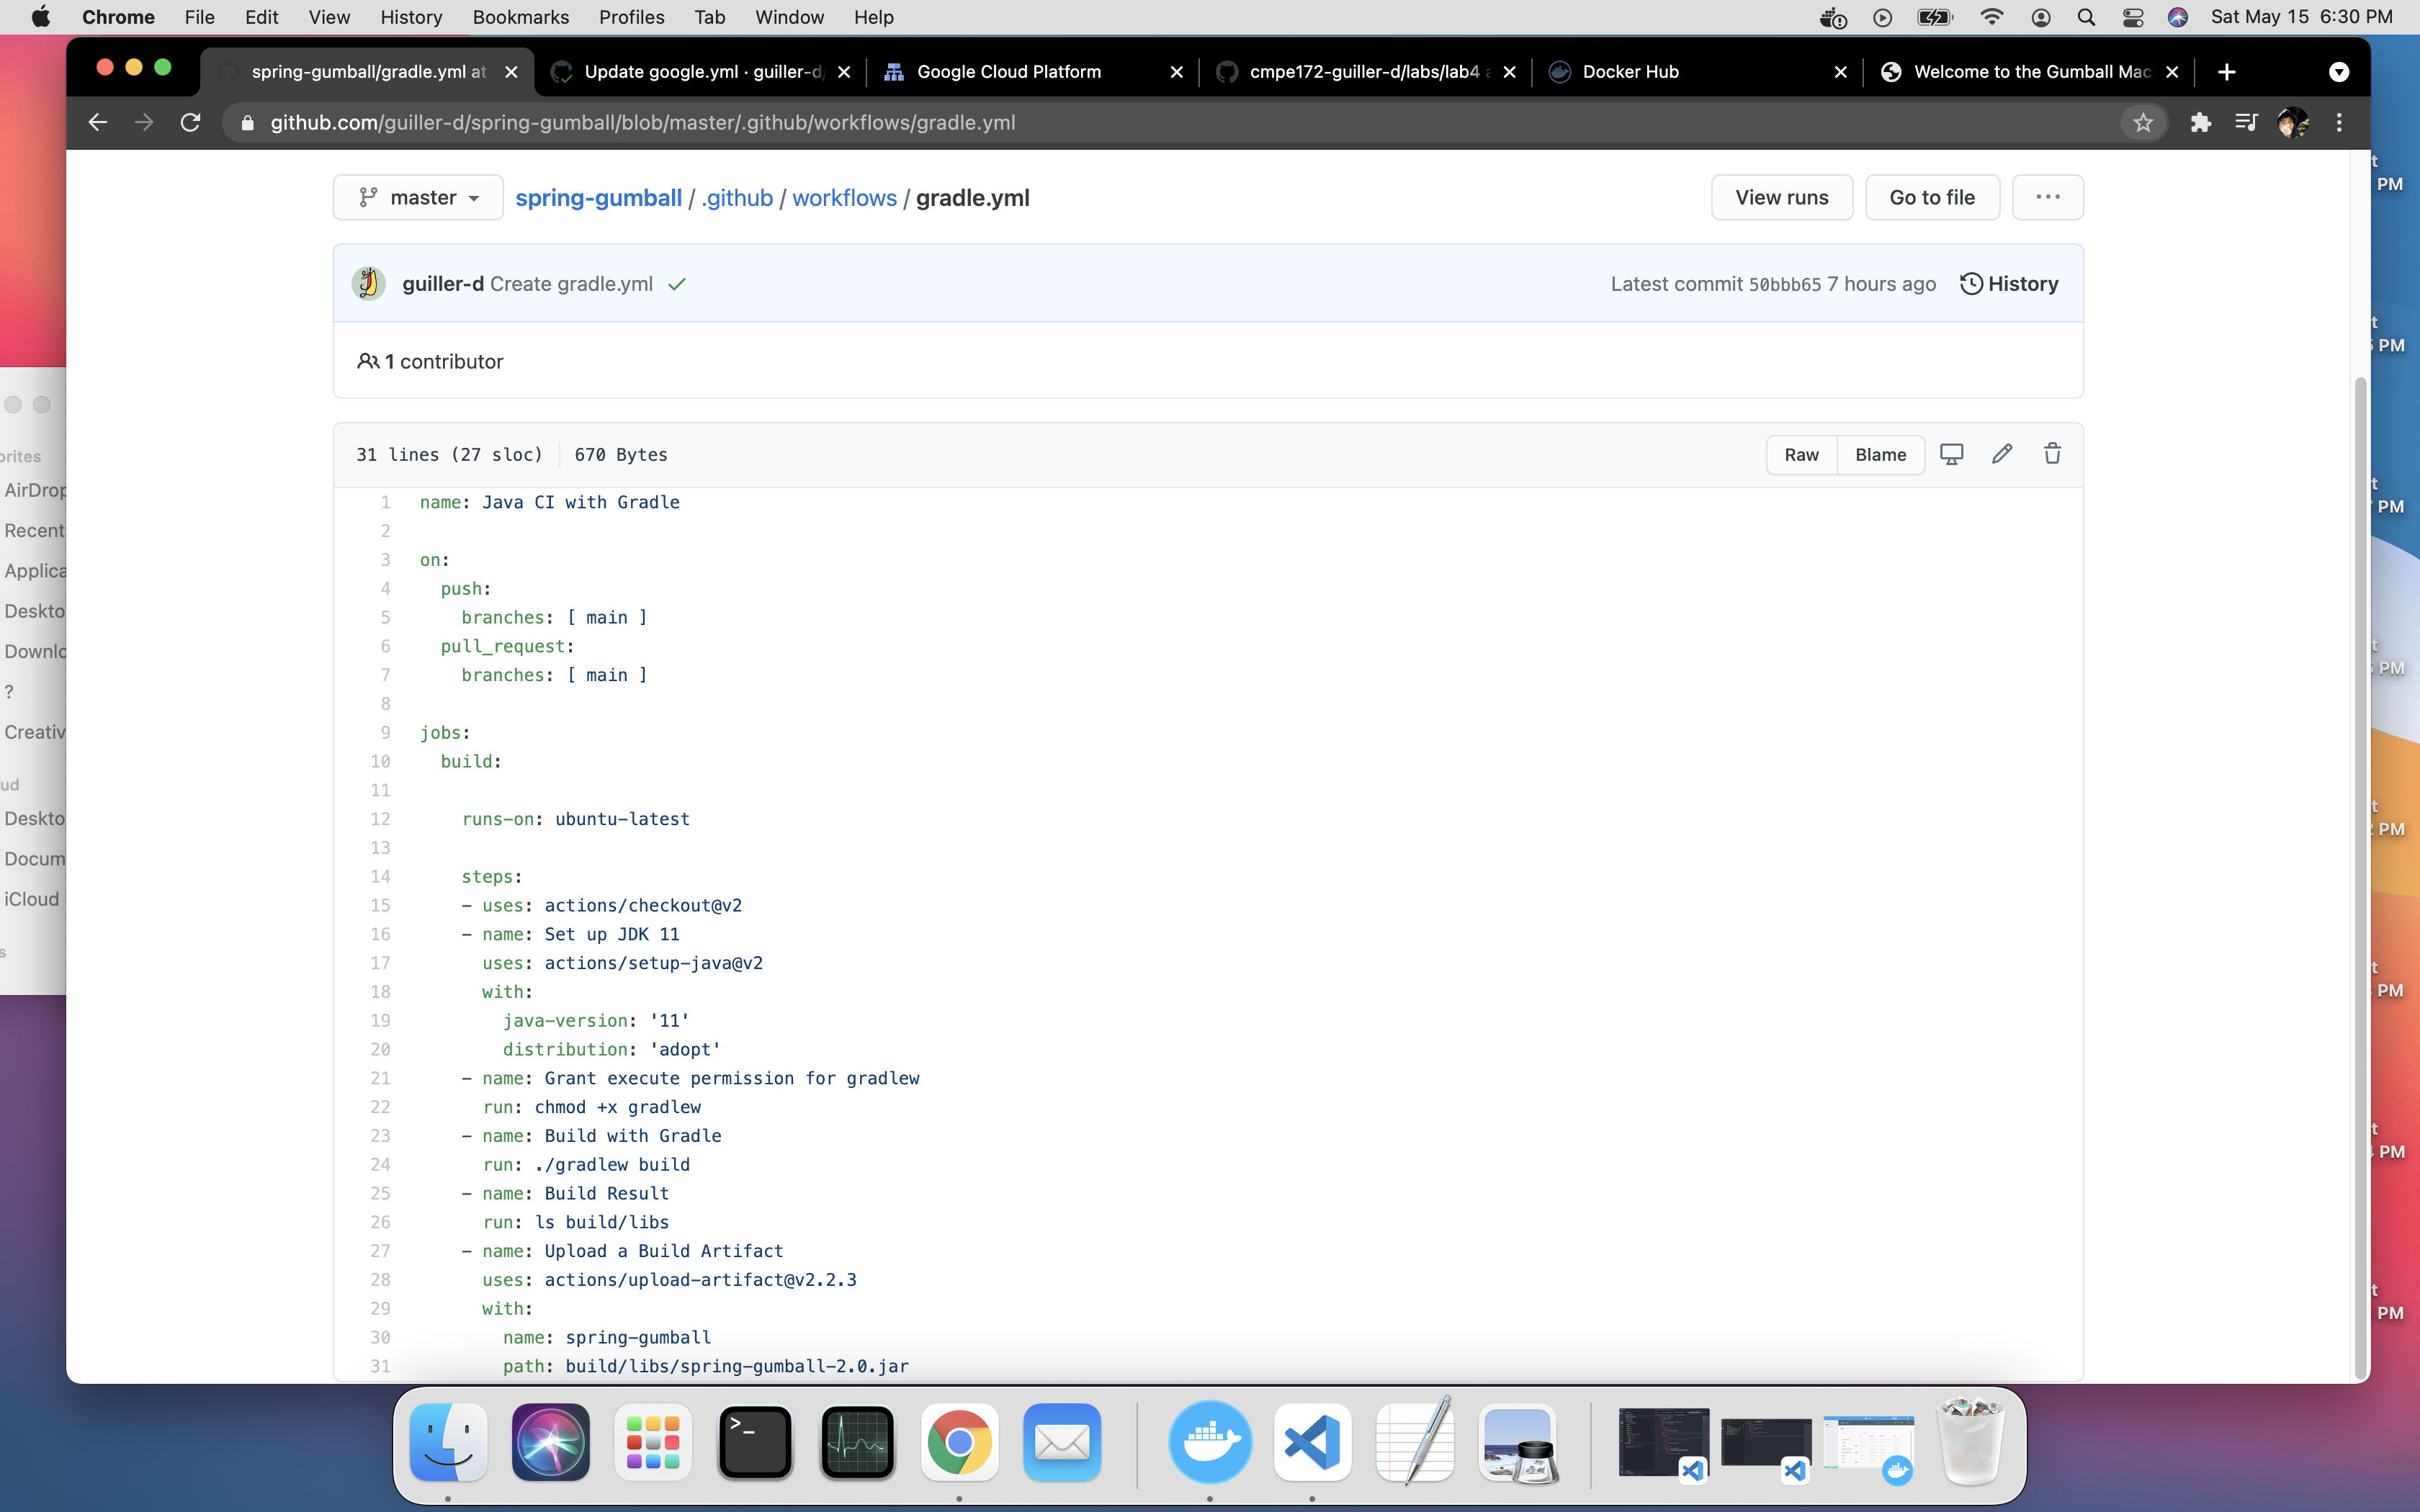 Chrome File Edit View History Bookmarks Profiles Tab Window Help Sat May 15 6:30 PM
spring-gumball/gradle.yml at Update google.yml · guiller-d/ Google Cloud Platform cmpe172-guiller-d/labs/lab4 Docker Hub Welcome to the Gumball Mac
github.com/guiller-d/spring-gumball/blob/master/.github/workflows/gradle.yml
master spring-gumball / .github / workflows / gradle.yml View runs Go to file ...
guiller-d Create gradle.yml Latest commit 50bbb65 7 hours ago History
1 contributor
31 lines (27 sloc) 670 Bytes Raw Blame
1 name: Java CI with Gradle
2
3 on:
4 push:
5 branches: [ main ]
6 pull_request:
7 branches: [ main ]
8
9 jobs:
10 build:
11
12 runs-on: ubuntu-latest
13
14 steps:
15 - uses: actions/checkout@v2
16 - name: Set up JDK 11
17 uses: actions/setup-java@v2
18 with:
19 java-version: '11'
20 distribution: 'adopt'
21 - name: Grant execute permission for gradlew
22 run: chmod +x gradlew
23 - name: Build with Gradle
24 run: ./gradlew build
25 - name: Build Result
26 run: ls build/libs
27 - name: Upload a Build Artifact
28 uses: actions/upload-artifact@v2.2.3
29 with:
30 name: spring-gumball
31 path: build/libs/spring-gumball-2.0.jar
orites
AirDrop
Recent
Applica
Deskto
Downlo
?
Creativ
ud
Deskto
Docum
iCloud
s
t
PM
t
PM
t
PM
t
PM
t
PM
t
PM
t
PM
t
PM
>_